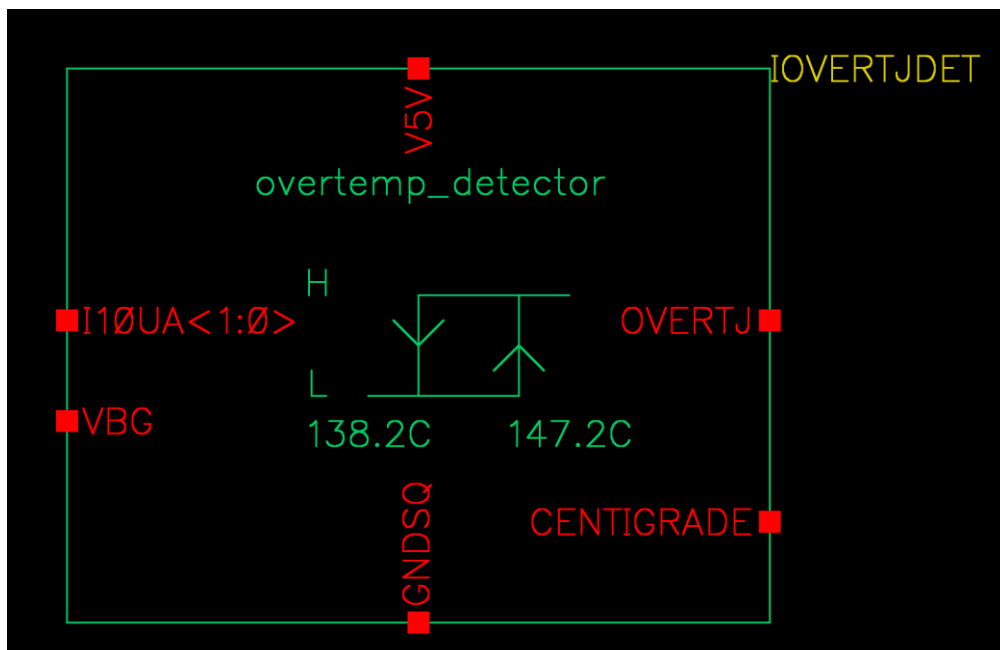 IOVERTJDET
V5V
overtemp_detector
H
I10UA<1:0>
OVERTJ
L
VBG
138.2C 147.2C
GNDSQ
CENTIGRADE